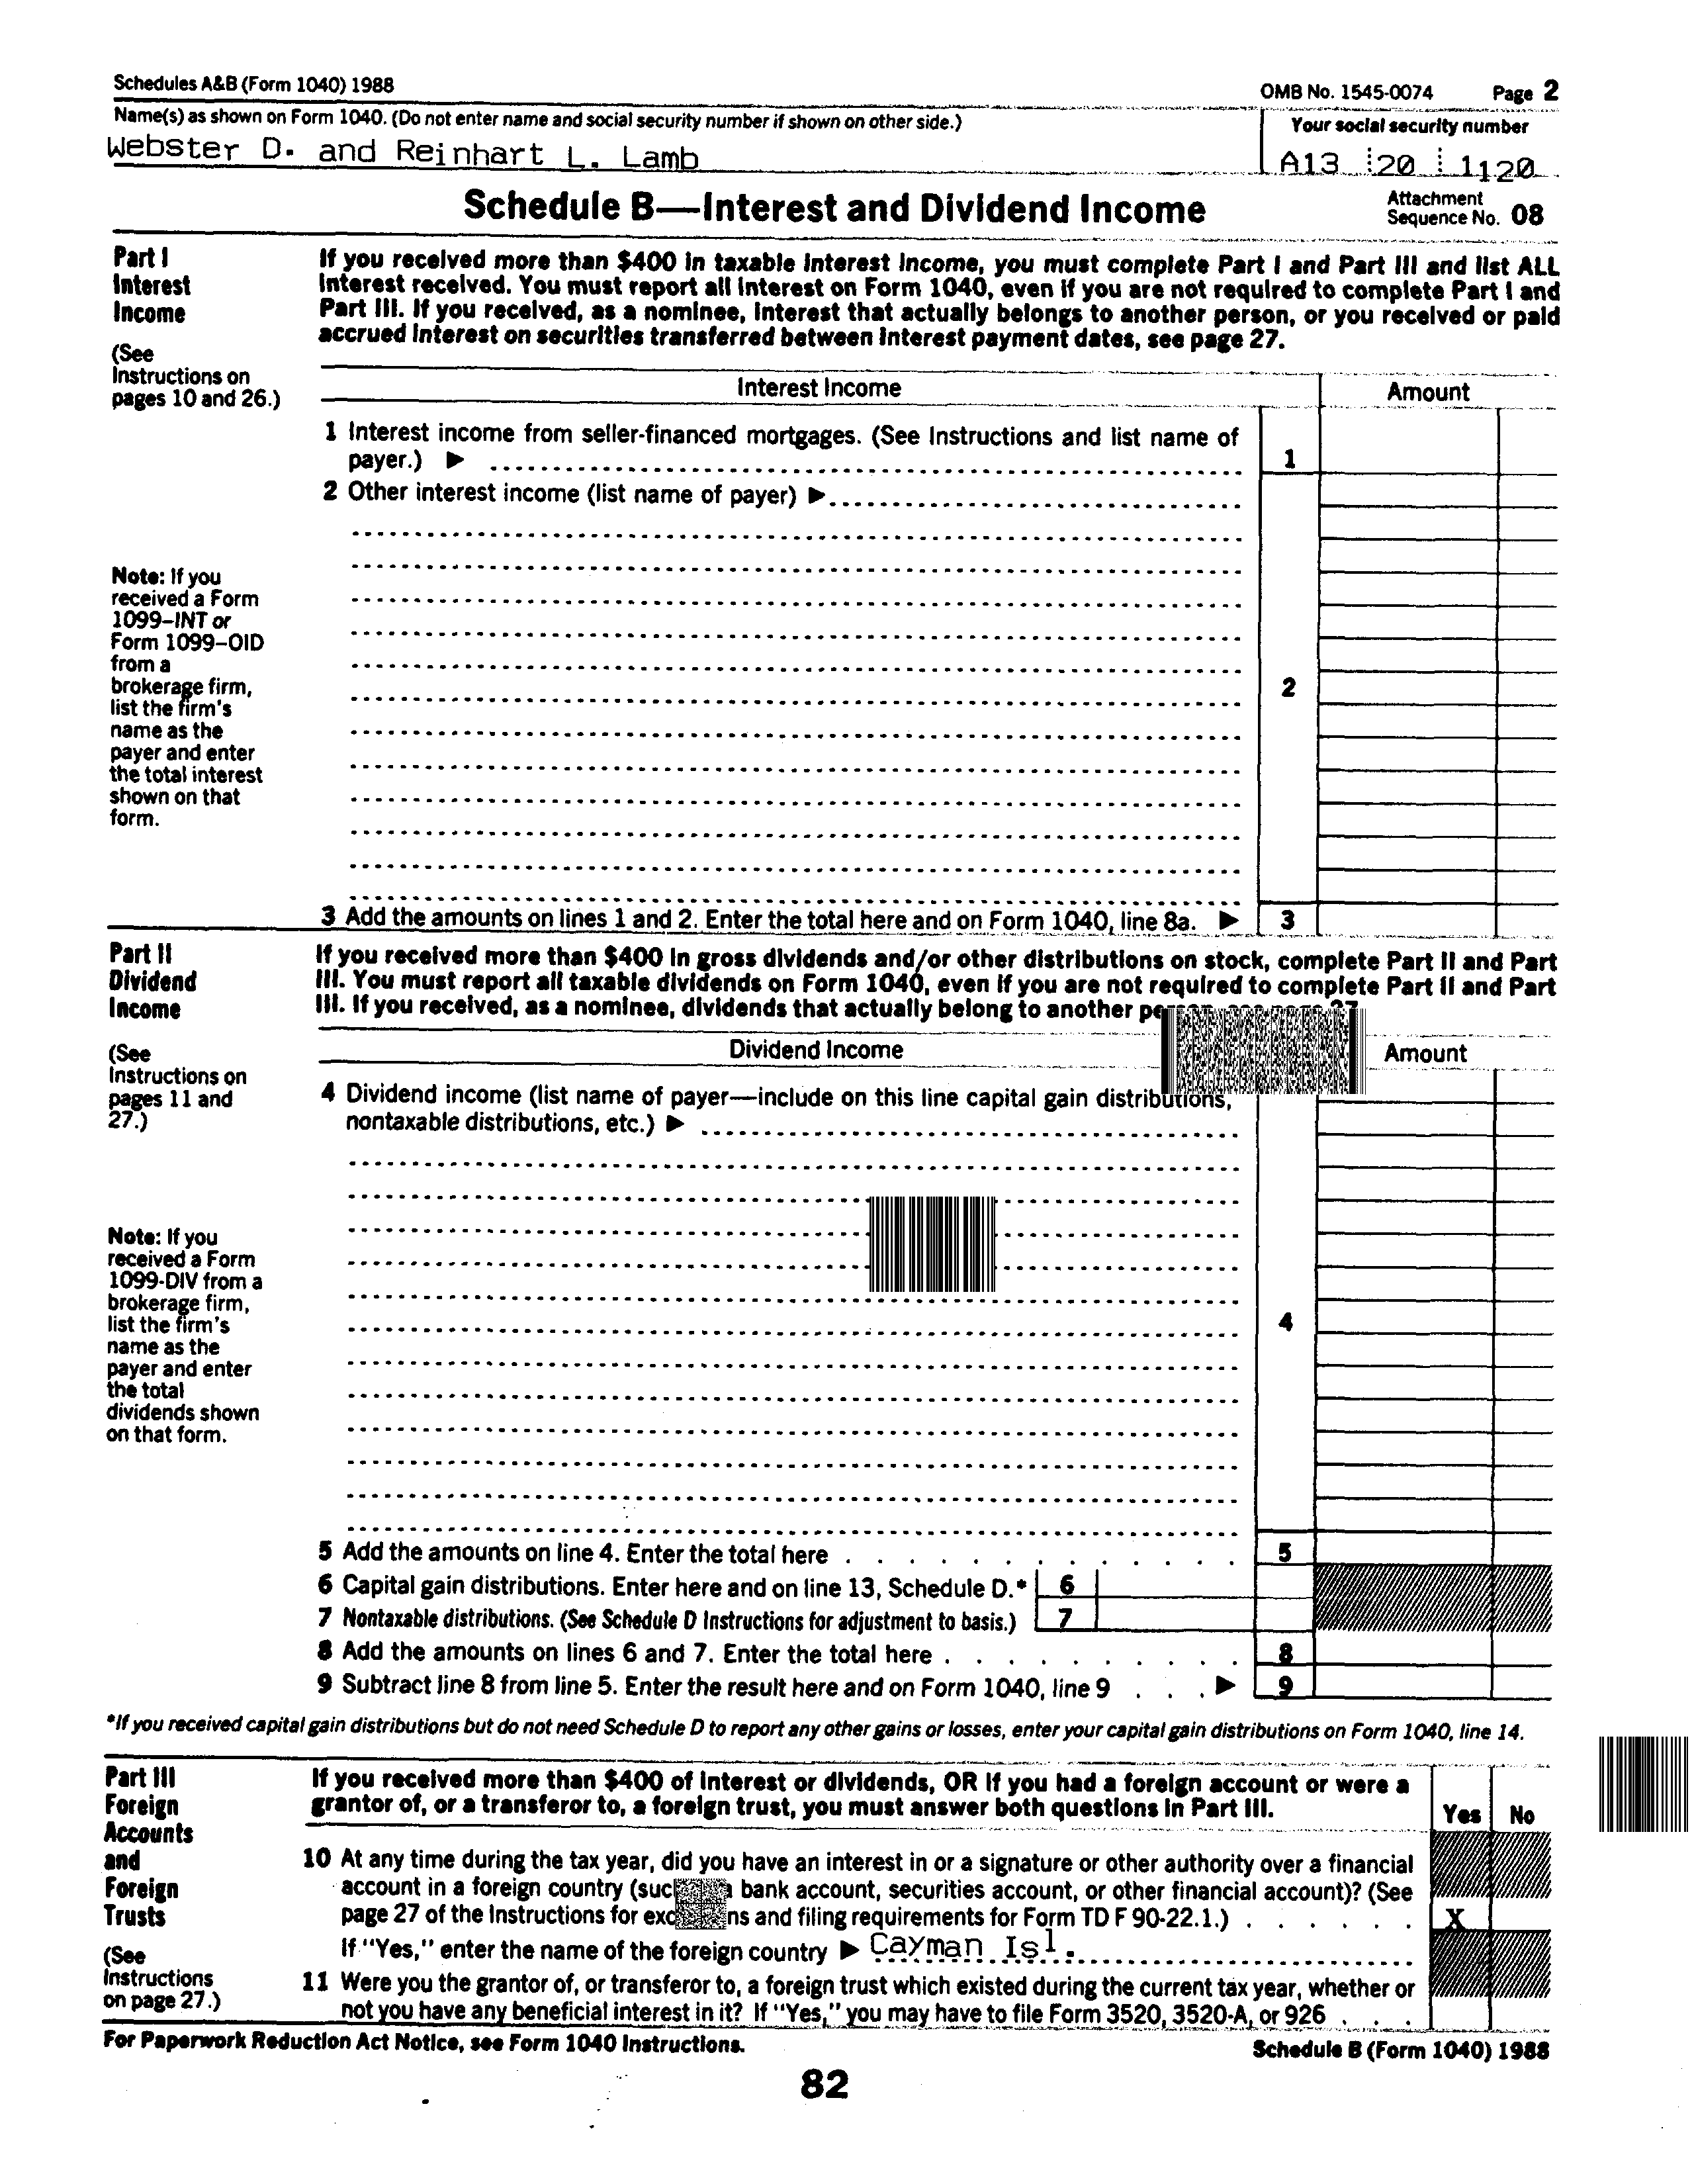 Schedules A&B (Form 1040) 1988
OMB No. 1545-0074
Page 2
Name(s) as shown on Form 1040. (Do not enter name and social security number if shown on other side.)
Your social security number
Webster D. and Reinhart L. Lamb
A13 20 1120
Schedule B—Interest and Dividend Income
Attachment
Sequence No. 08
Part I
Interest
Income
(See
Instructions on
pages 10 and 26.)
If you received more than $400 in taxable interest income, you must complete Part I and Part III and list ALL
interest received. You must report all interest on Form 1040, even if you are not required to complete Part I and
Part III. If you received, as a nominee, interest that actually belongs to another person, or you received or paid
accrued interest on securities transferred between interest payment dates, see page 27.
Interest Income
Amount
1 Interest income from seller-financed mortgages. (See Instructions and list name of
payer.) ▶
1
2 Other interest income (list name of payer) ▶
Note: If you
received a Form
1099–INT or
Form 1099–OID
from a
brokerage firm,
list the firm's
name as the
payer and enter
the total interest
shown on that
form.
2
3 Add the amounts on lines 1 and 2. Enter the total here and on Form 1040, line 8a. ▶
3
Part II
Dividend
Income
(See
Instructions on
pages 11 and
27.)
If you received more than $400 in gross dividends and/or other distributions on stock, complete Part II and Part
III. You must report all taxable dividends on Form 1040, even if you are not required to complete Part II and Part
III. If you received, as a nominee, dividends that actually belong to another
Dividend Income
Amount
4 Dividend income (list name of payer—include on this line capital gain distributions,
nontaxable distributions, etc.) ▶
Note: If you
received a Form
1099-DIV from a
brokerage firm,
list the firm's
name as the
payer and enter
the total
dividends shown
on that form.
4
5 Add the amounts on line 4. Enter the total here
5
6 Capital gain distributions. Enter here and on line 13, Schedule D.*
6
7 Nontaxable distributions. (See Schedule D Instructions for adjustment to basis.)
7
8 Add the amounts on lines 6 and 7. Enter the total here
8
9 Subtract line 8 from line 5. Enter the result here and on Form 1040, line 9 ▶
9
*If you received capital gain distributions but do not need Schedule D to report any other gains or losses, enter your capital gain distributions on Form 1040, line 14.
Part III
Foreign
Accounts
and
Foreign
Trusts
(See
Instructions
on page 27.)
If you received more than $400 of interest or dividends, OR if you had a foreign account or were a
grantor of, or a transferor to, a foreign trust, you must answer both questions in Part III.
Yes
No
10 At any time during the tax year, did you have an interest in or a signature or other authority over a financial
account in a foreign country bank account, securities account, or other financial account)? (See
page 27 of the Instructions for and filing requirements for Form TD F 90-22.1.)
X
If "Yes," enter the name of the foreign country ▶ Cayman Isl.
11 Were you the grantor of, or transferor to, a foreign trust which existed during the current tax year, whether or
not you have any beneficial interest in it? If "Yes," you may have to file Form 3520, 3520-A, or 926
For Paperwork Reduction Act Notice, see Form 1040 Instructions.
Schedule B (Form 1040) 1988
82